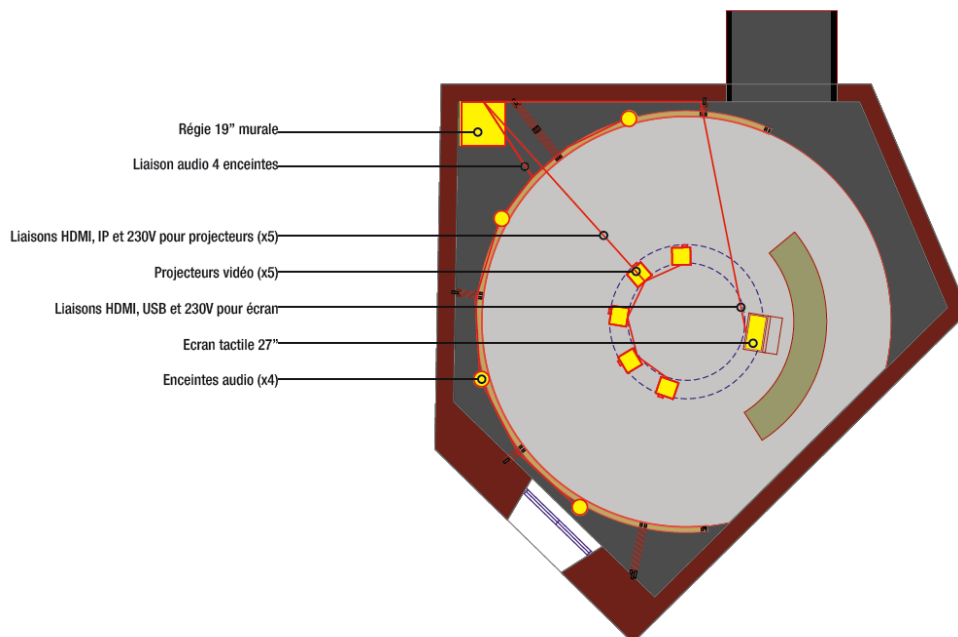 Régie 19” murale
Liaison audio 4 enceintes
Liaisons HDMI, IP et 230V pour projecteurs (x5)
Projecteurs vidéo (x5)
Liaisons HDMI, USB et 230V pour écran
Ecran tactile 27”
Enceintes audio (x4)